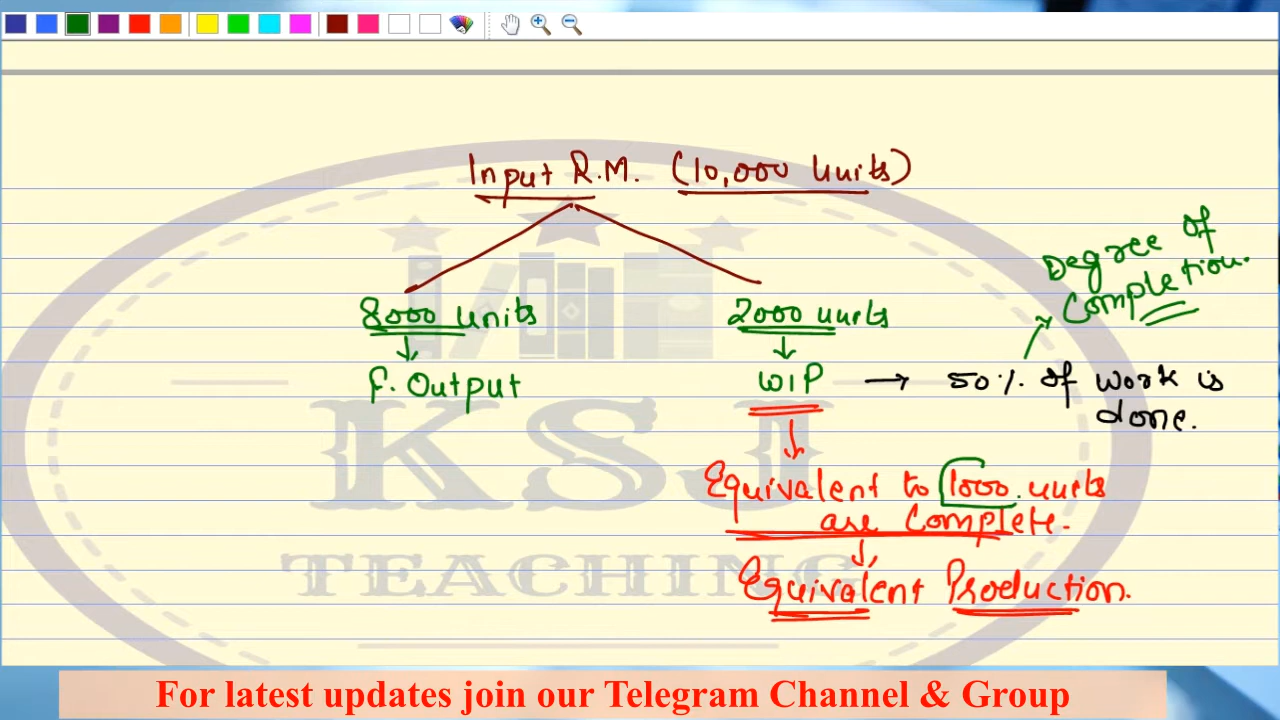 Input R.M. (10,000 Units)
Degree Of
Completion.
8000 Units
2000 units
F. Output
WIP → 50% Of Work is
done.
Equivalent to 1000 units
are Complete.
Equivalent Production.
KSJ
TEACHING
For latest updates join our Telegram Channel & Group